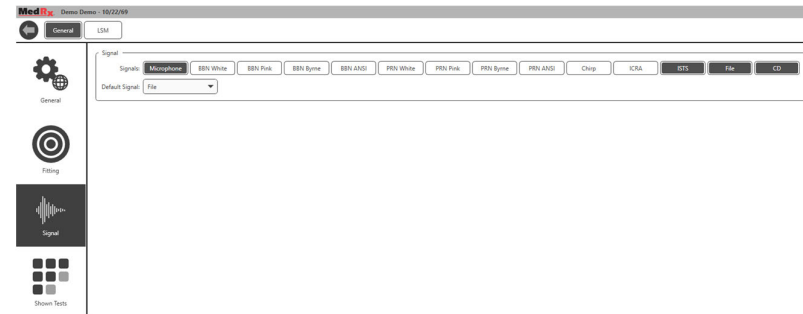 MedRx Demo Demo - 10/22/69
General LSM
Signal
Signals: Microphone BBN White BBN Pink BBN Byrne BBN ANSI PRN White PRN Pink PRN Byrne PRN ANSI Chirp ICRA ISTS File CD
Default Signal: File
General
Fitting
Signal
Shown Tests